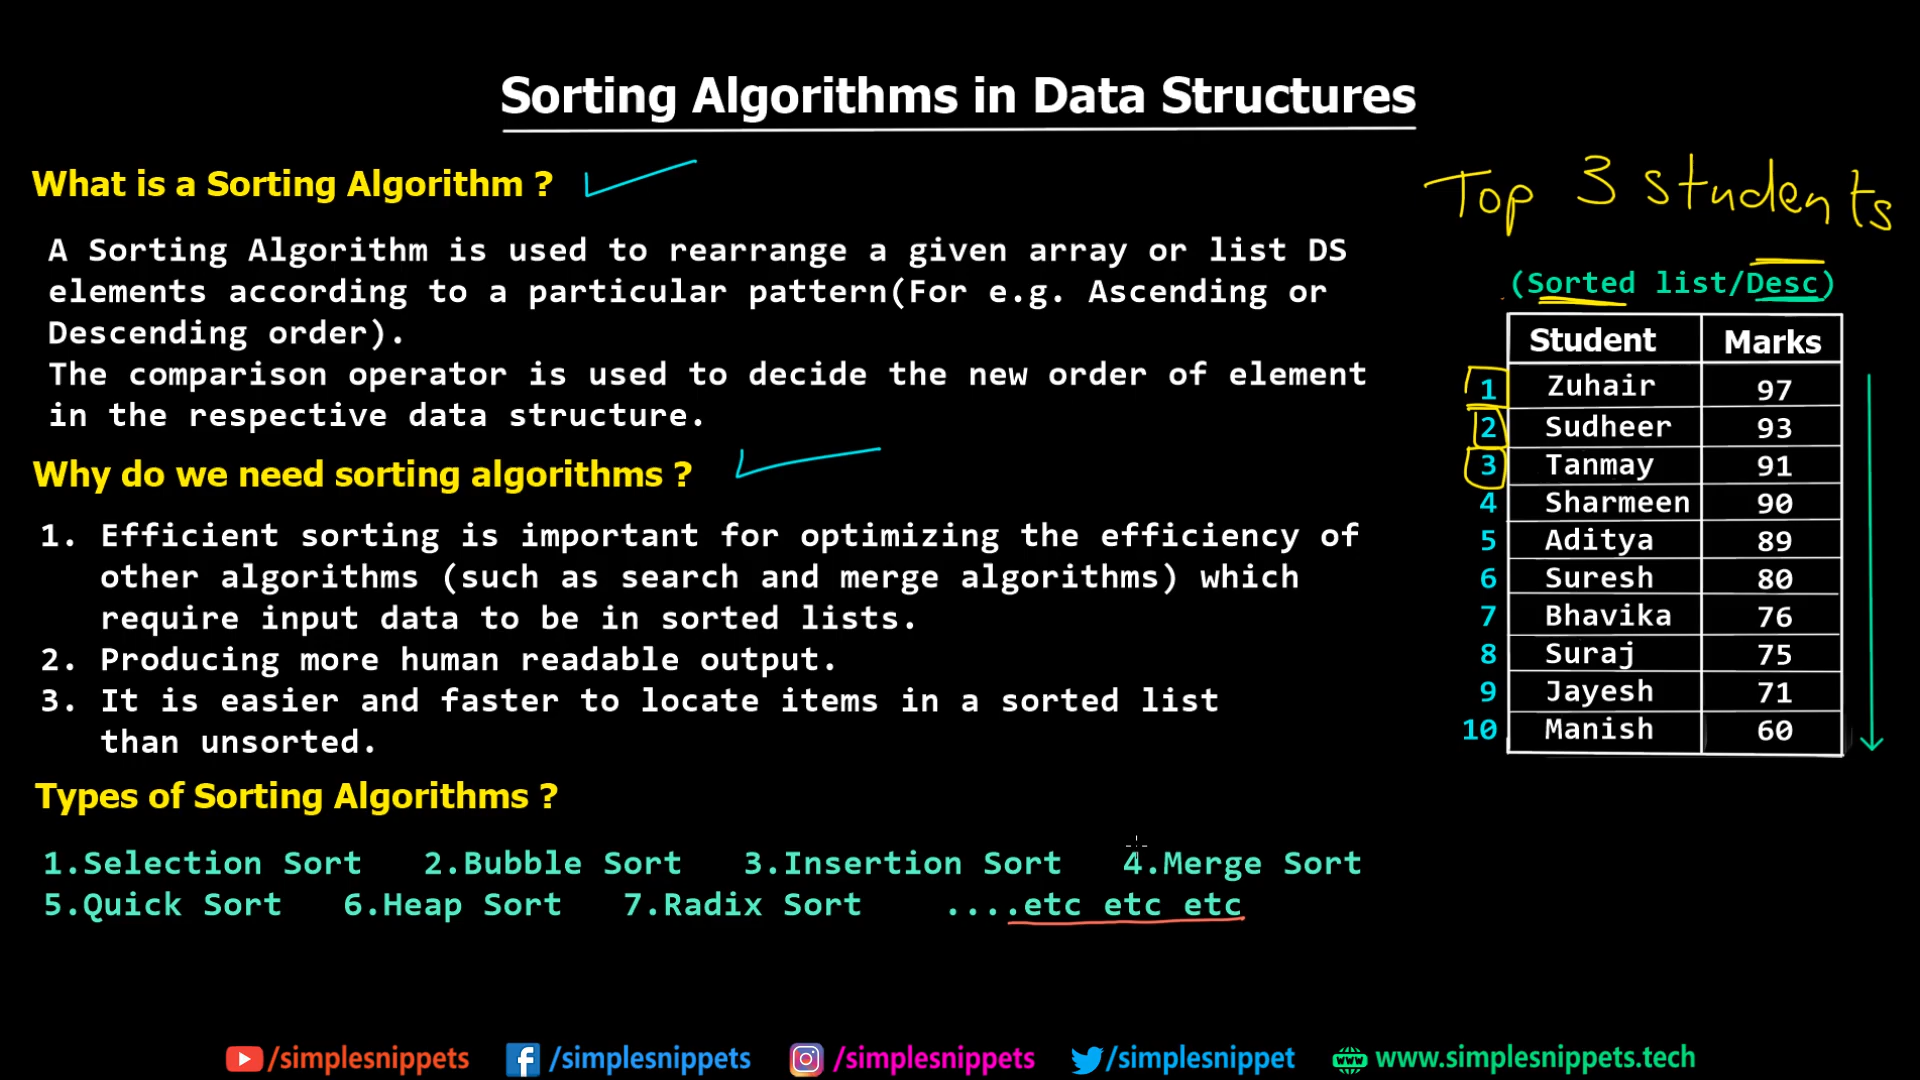 Sorting Algorithms in Data Structures
What is a Sorting Algorithm ?
A Sorting Algorithm is used to rearrange a given array or list DS
elements according to a particular pattern(For e.g. Ascending or
Descending order).
The comparison operator is used to decide the new order of element
in the respective data structure.
Why do we need sorting algorithms ?
1. Efficient sorting is important for optimizing the efficiency of
other algorithms (such as search and merge algorithms) which
require input data to be in sorted lists.
2. Producing more human readable output.
3. It is easier and faster to locate items in a sorted list
than unsorted.
Types of Sorting Algorithms ?
1.Selection Sort 2.Bubble Sort 3.Insertion Sort 4.Merge Sort
5.Quick Sort 6.Heap Sort 7.Radix Sort ....etc etc etc
Top 3 students
(Sorted list/Desc)
Student Marks
1 Zuhair 97
2 Sudheer 93
3 Tanmay 91
4 Sharmeen 90
5 Aditya 89
6 Suresh 80
7 Bhavika 76
8 Suraj 75
9 Jayesh 71
10 Manish 60
/simplesnippets /simplesnippets /simplesnippets /simplesnippet www.simplesnippets.tech